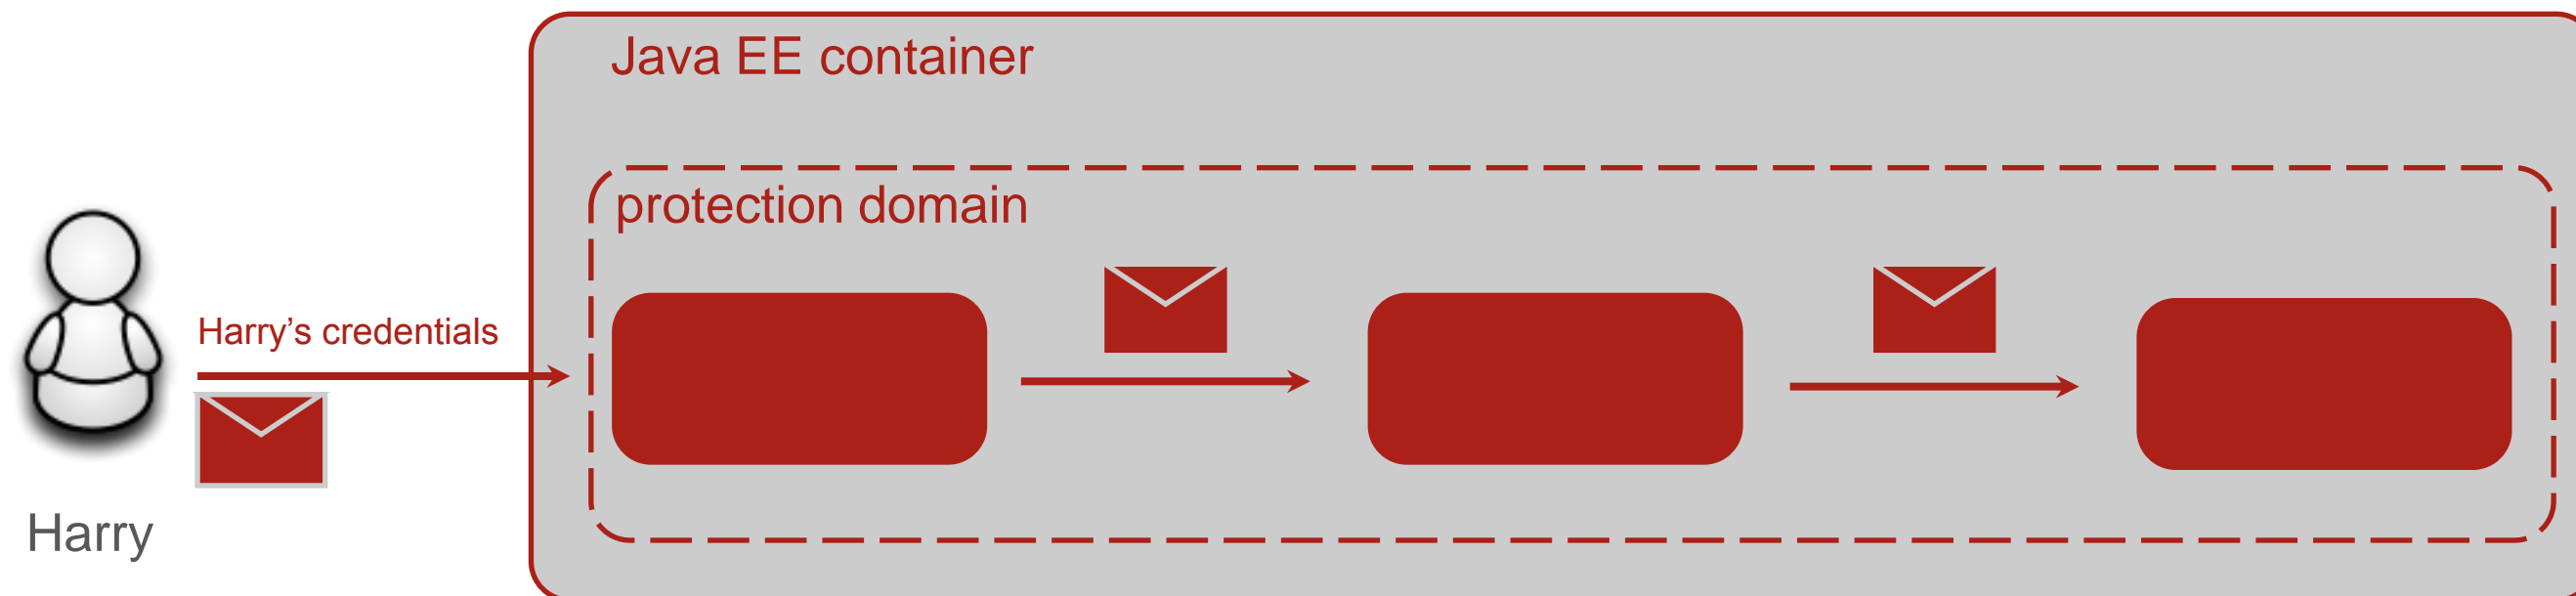 Java EE container
protection domain
Harry’s credentials
Harry